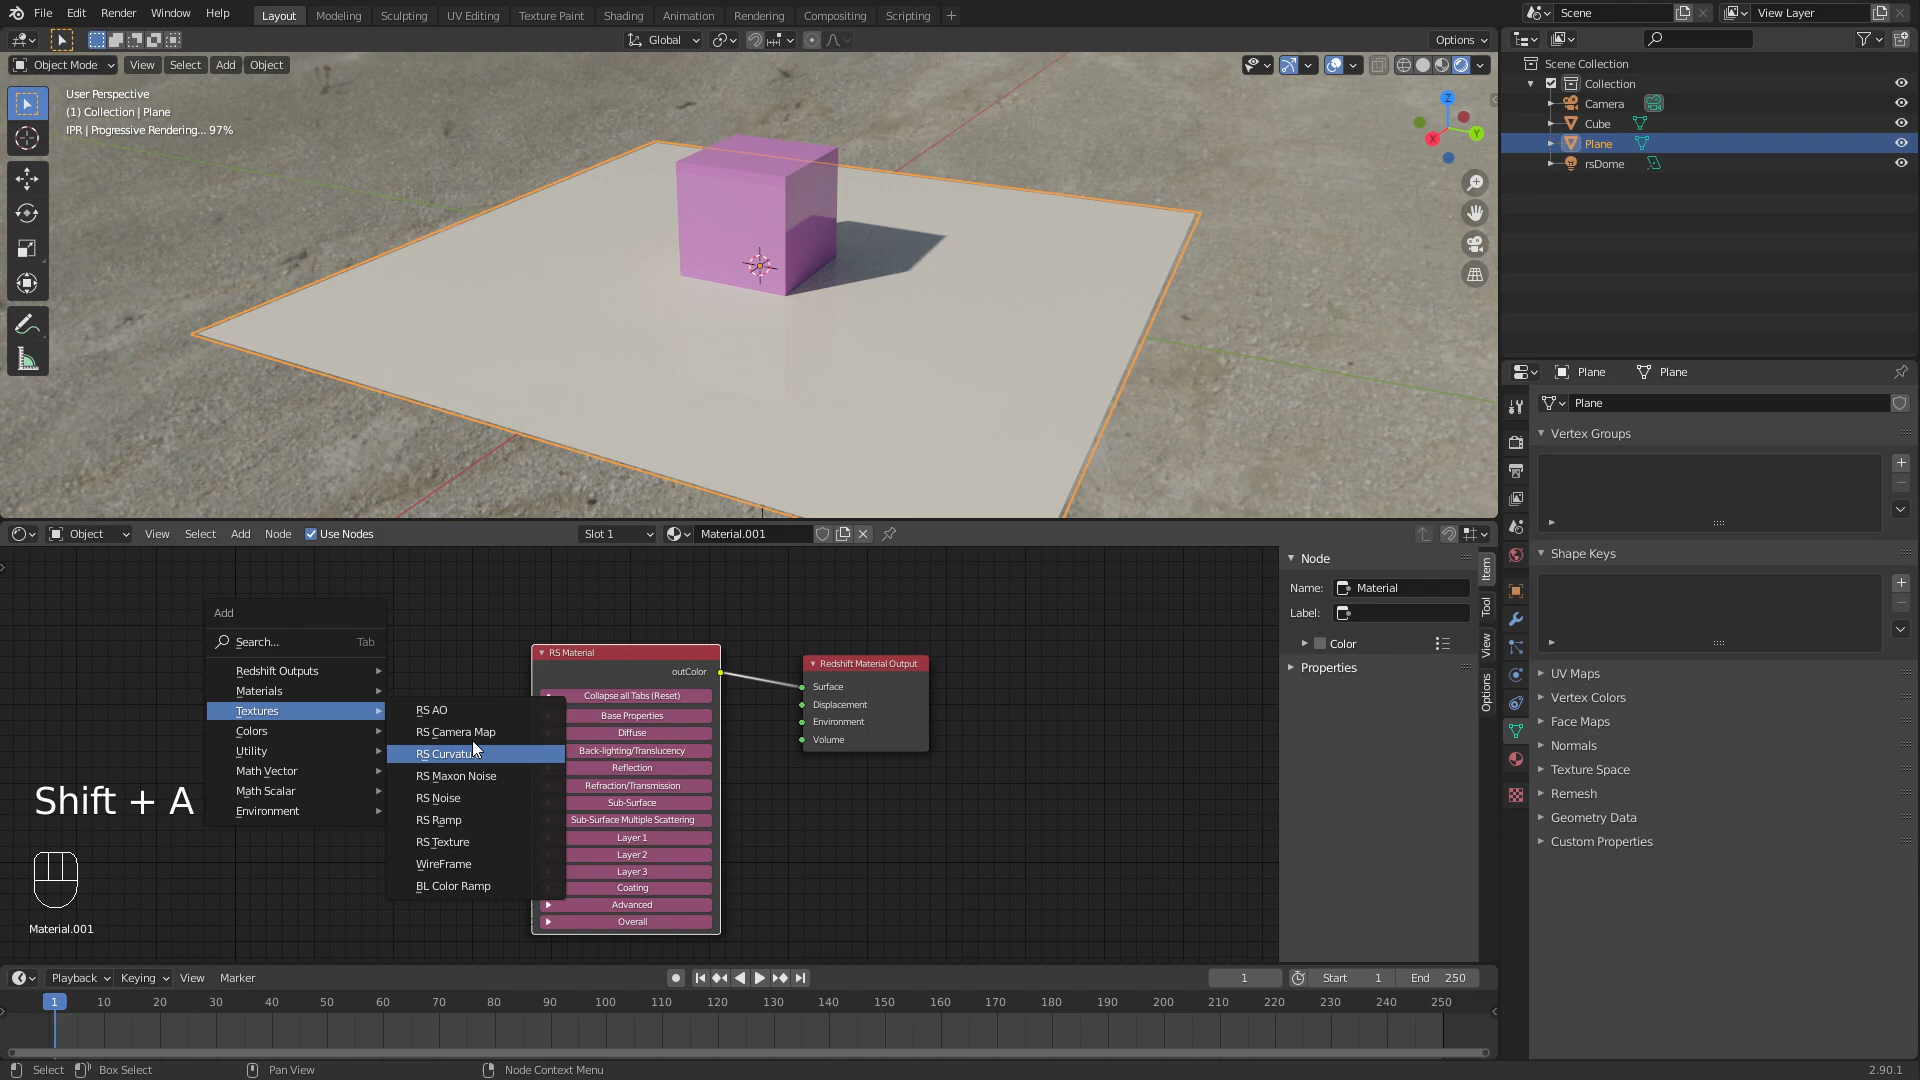 File Edit Render Window Help
Layout Modeling Sculpting UV Editing Texture Paint Shading Animation Rendering Compositing Scripting +
Scene
View Layer
Global
Options
Object Mode View Select Add Object
User Perspective
(1) Collection | Plane
IPR | Progressive Rendering... 97%
Z
Y
X
Scene Collection
Collection
Camera
Cube
Plane
rsDome
Plane Plane
Plane
Vertex Groups
Shape Keys
UV Maps
Vertex Colors
Face Maps
Normals
Texture Space
Remesh
Geometry Data
Custom Properties
Object View Select Add Node Use Nodes Slot 1 Material.001
Add
Search... Tab
Redshift Outputs
Materials
Textures
Colors
Utility
Math Vector
Math Scalar
Environment
RS AO
RS Camera Map
RS Curvatu
RS Maxon Noise
RS Noise
RS Ramp
RS Texture
WireFrame
BL Color Ramp
RS Material
outColor
Collapse all Tabs (Reset)
Base Properties
Diffuse
Back-lighting/Translucency
Reflection
Refraction/Transmission
Sub-Surface
Sub-Surface Multiple Scattering
Layer 1
Layer 2
Layer 3
Coating
Advanced
Overall
Redshift Material Output
Surface
Displacement
Environment
Volume
Node
Name: Material
Label:
Color
Properties
Item
Tool
View
Options
Shift + A
Material.001
Playback Keying View Marker
1 Start 1 End 250
1 10 20 30 40 50 60 70 80 90 100 110 120 130 140 150 160 170 180 190 200 210 220 230 240 250
Select Box Select Pan View Node Context Menu 2.90.1